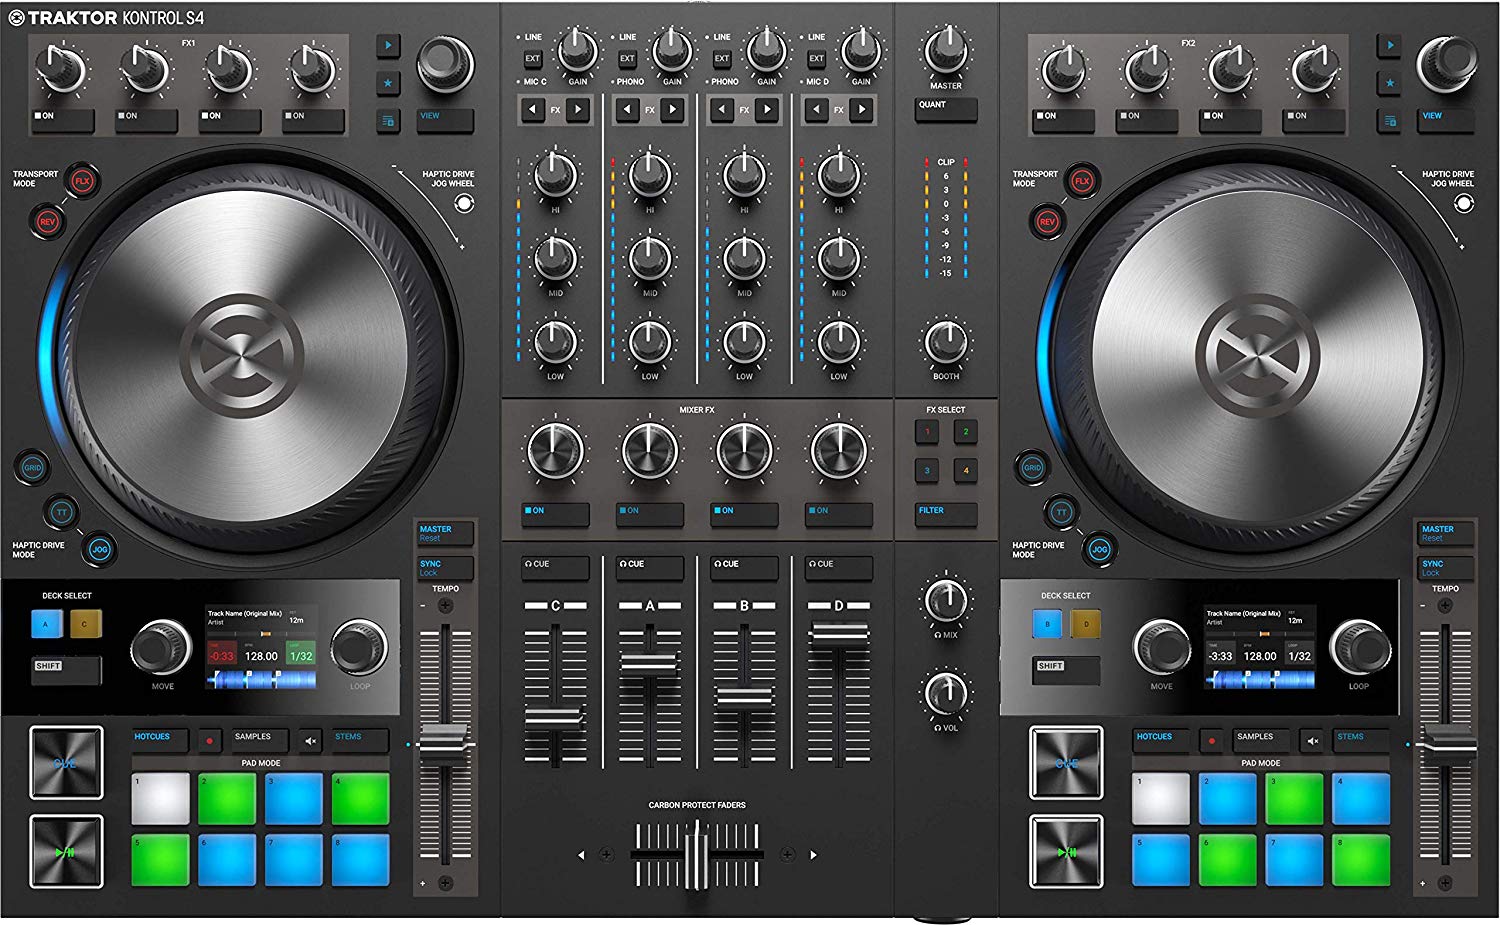 TRAKTOR KONTROL S4
FX1
ON
ON
ON
ON
VIEW
TRANSPORT
MODE
FLX
REV
HAPTIC DRIVE
JOG WHEEL
-
+
GRID
TT
JOG
HAPTIC DRIVE
MODE
MASTER
Reset
SYNC
Lock
TEMPO
-
+
DECK SELECT
A
C
SHIFT
MOVE
Track Name (Original Mix)
Artist
KEY
12m
TIME
BPM
LOOP
-0:33
128.00
1/32
LOOP
CUE
HOTCUES
SAMPLES
STEMS
PAD MODE
1
2
3
4
5
6
7
8
LINE
EXT
MIC C
GAIN
LINE
EXT
PHONO
GAIN
LINE
EXT
PHONO
GAIN
LINE
EXT
MIC D
GAIN
FX
FX
FX
FX
HI
HI
HI
HI
MID
MID
MID
MID
LOW
LOW
LOW
LOW
MASTER
QUANT
CLIP
6
3
0
-3
-6
-9
-12
-15
BOOTH
MIXER FX
ON
ON
ON
ON
FX SELECT
1
2
3
4
FILTER
CUE
CUE
CUE
CUE
C
A
B
D
MIX
VOL
CARBON PROTECT FADERS
FX2
ON
ON
ON
ON
VIEW
TRANSPORT
MODE
FLX
REV
HAPTIC DRIVE
JOG WHEEL
-
+
GRID
TT
JOG
HAPTIC DRIVE
MODE
MASTER
Reset
SYNC
Lock
TEMPO
-
+
DECK SELECT
B
D
SHIFT
MOVE
Track Name (Original Mix)
Artist
KEY
12m
TIME
BPM
LOOP
-3:33
128.00
1/32
LOOP
CUE
HOTCUES
SAMPLES
STEMS
PAD MODE
1
2
3
4
5
6
7
8